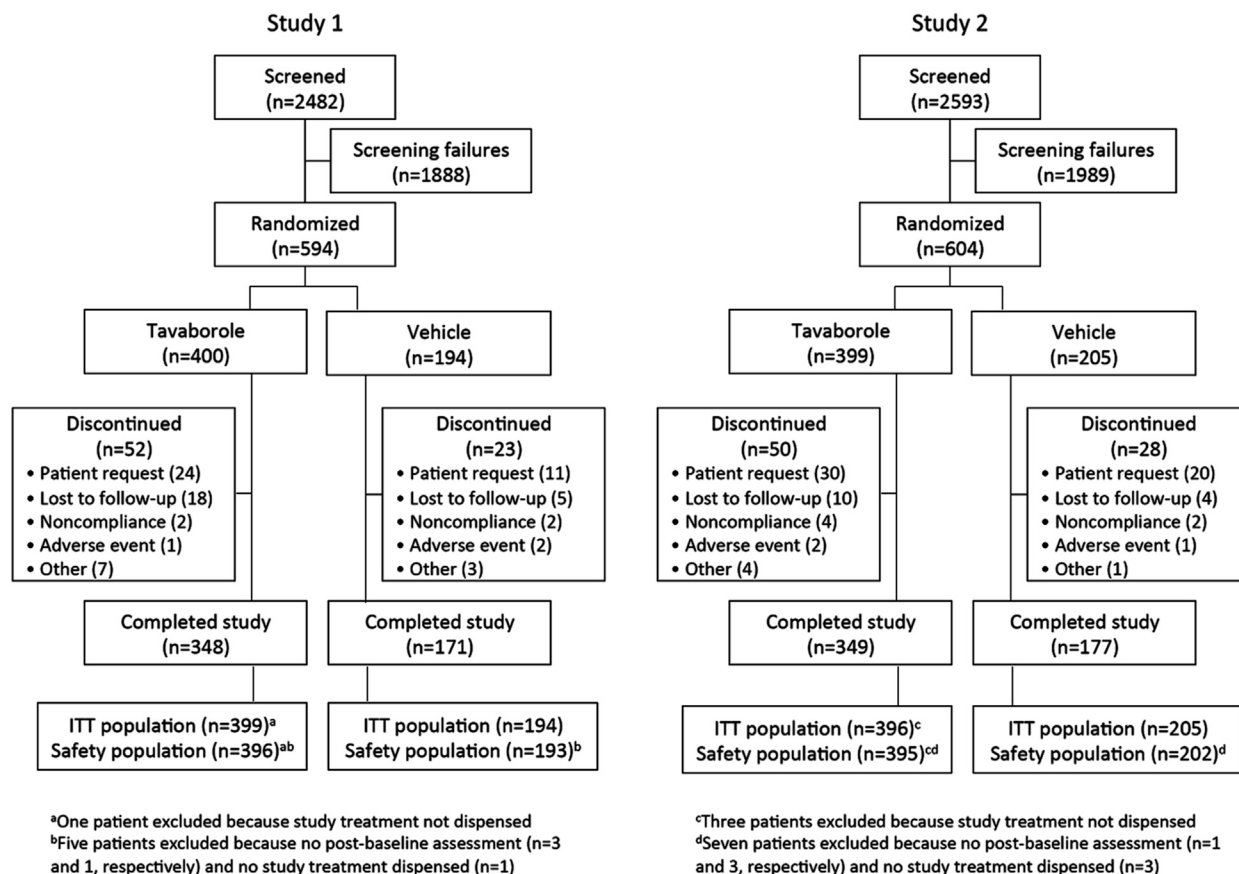 Study 1
Screened
(n=2482)
Screening failures
(n=1888)
Randomized
(n=594)
Tavaborole
(n=400)
Vehicle
(n=194)
Discontinued
(n=52)
• Patient request (24)
• Lost to follow-up (18)
• Noncompliance (2)
• Adverse event (1)
• Other (7)
Discontinued
(n=23)
• Patient request (11)
• Lost to follow-up (5)
• Noncompliance (2)
• Adverse event (2)
• Other (3)
Completed study
(n=348)
Completed study
(n=171)
ITT population (n=399)ᵃ
Safety population (n=396)ᵃᵇ
ITT population (n=194)
Safety population (n=193)ᵇ
ᵃOne patient excluded because study treatment not dispensed
ᵇFive patients excluded because no post-baseline assessment (n=3
and 1, respectively) and no study treatment dispensed (n=1)
Study 2
Screened
(n=2593)
Screening failures
(n=1989)
Randomized
(n=604)
Tavaborole
(n=399)
Vehicle
(n=205)
Discontinued
(n=50)
• Patient request (30)
• Lost to follow-up (10)
• Noncompliance (4)
• Adverse event (2)
• Other (4)
Discontinued
(n=28)
• Patient request (20)
• Lost to follow-up (4)
• Noncompliance (2)
• Adverse event (1)
• Other (1)
Completed study
(n=349)
Completed study
(n=177)
ITT population (n=396)ᶜ
Safety population (n=395)ᶜᵈ
ITT population (n=205)
Safety population (n=202)ᵈ
ᶜThree patients excluded because study treatment not dispensed
ᵈSeven patients excluded because no post-baseline assessment (n=1
and 3, respectively) and no study treatment dispensed (n=3)